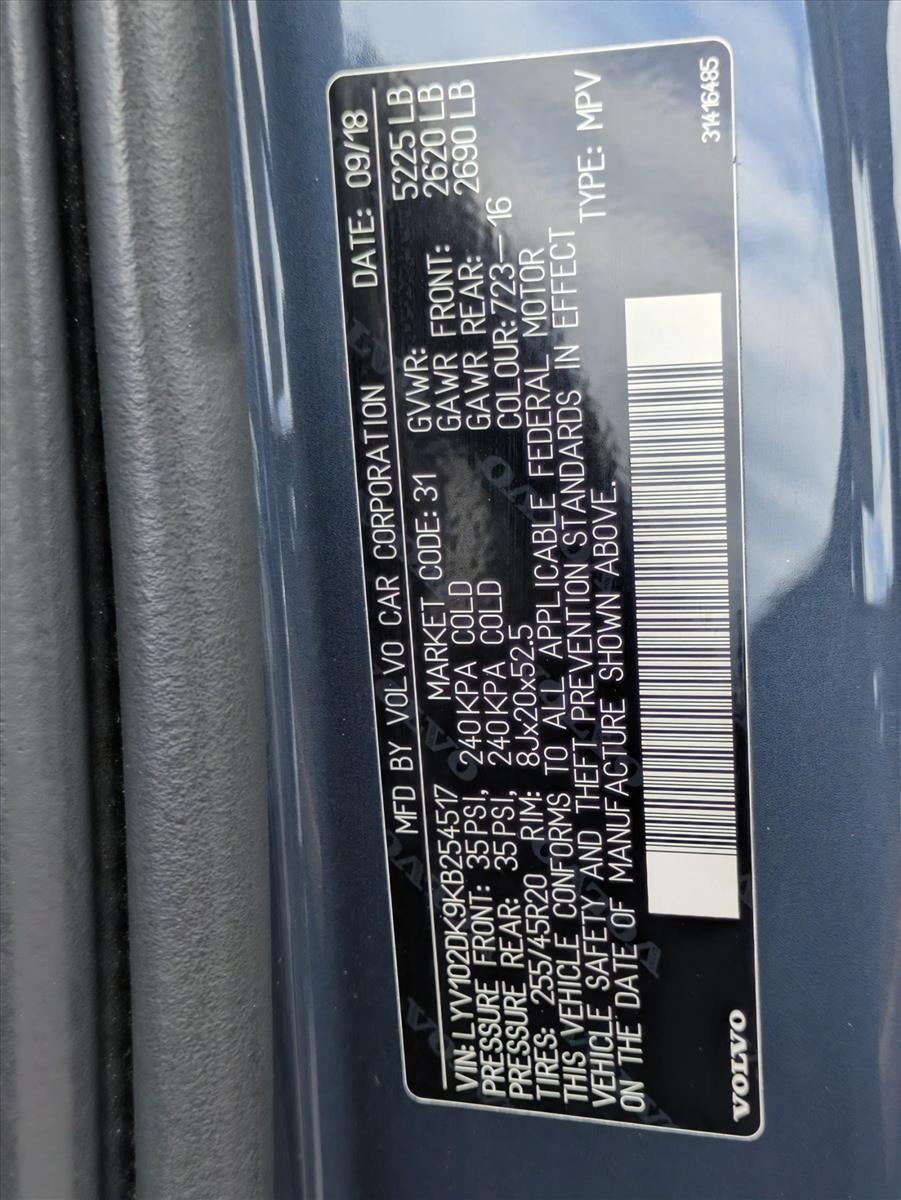 MFD BY VOLVO CAR CORPORATION DATE: 09/18
VIN: LYV102DK9KB254517 MARKET CODE: 31 GVWR: 5225 LB
PRESSURE FRONT: 35 PSI, 240 KPA COLD GAWR FRONT: 2620 LB
PRESSURE REAR: 35 PSI, 240 KPA COLD GAWR REAR: 2690 LB
TIRES: 255/45R20 RIM: 8Jx20x52.5 COLOUR: 723-16
THIS VEHICLE CONFORMS TO ALL APPLICABLE FEDERAL MOTOR
VEHICLE SAFETY AND THEFT PREVENTION STANDARDS IN EFFECT
ON THE DATE OF MANUFACTURE SHOWN ABOVE. TYPE: MPV
VOLVO 31416485